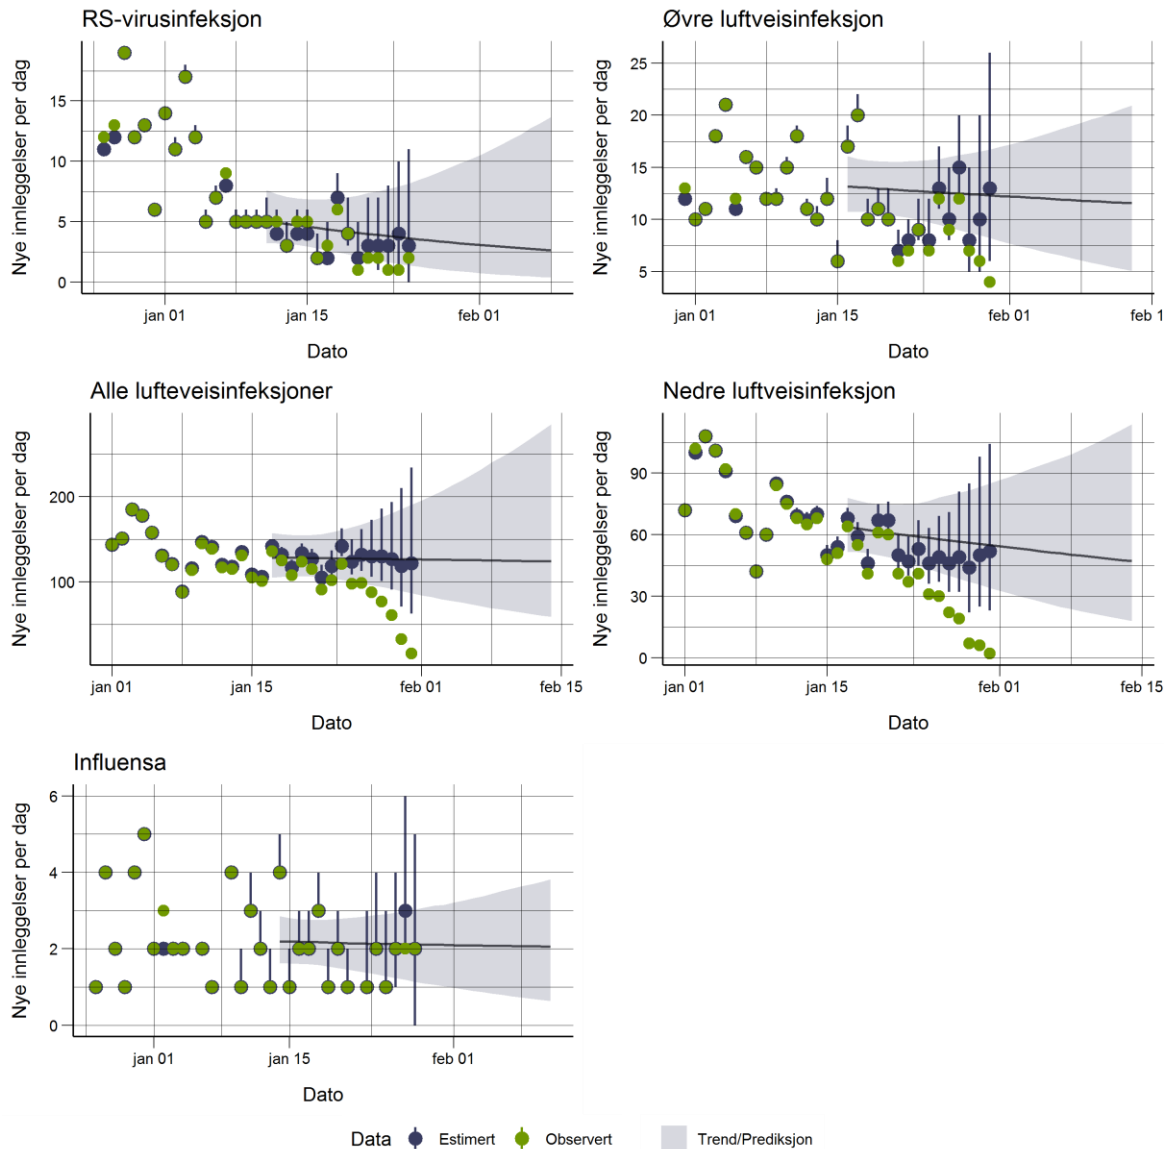 RS-virusinfeksjon
Nye innleggelser per dag
15
10
5
0
jan 01 jan 15 feb 01
Dato
Øvre luftveisinfeksjon
Nye innleggelser per dag
25
20
15
10
5
jan 01 jan 15 feb 01 feb 1
Dato
Alle lufteveisinfeksjoner
Nye innleggelser per dag
200
100
jan 01 jan 15 feb 01 feb 15
Dato
Nedre luftveisinfeksjon
Nye innleggelser per dag
90
60
30
0
jan 01 jan 15 feb 01 feb 15
Dato
Influensa
Nye innleggelser per dag
6
4
2
0
jan 01 jan 15 feb 01
Dato
Data Estimert Observert Trend/Prediksjon